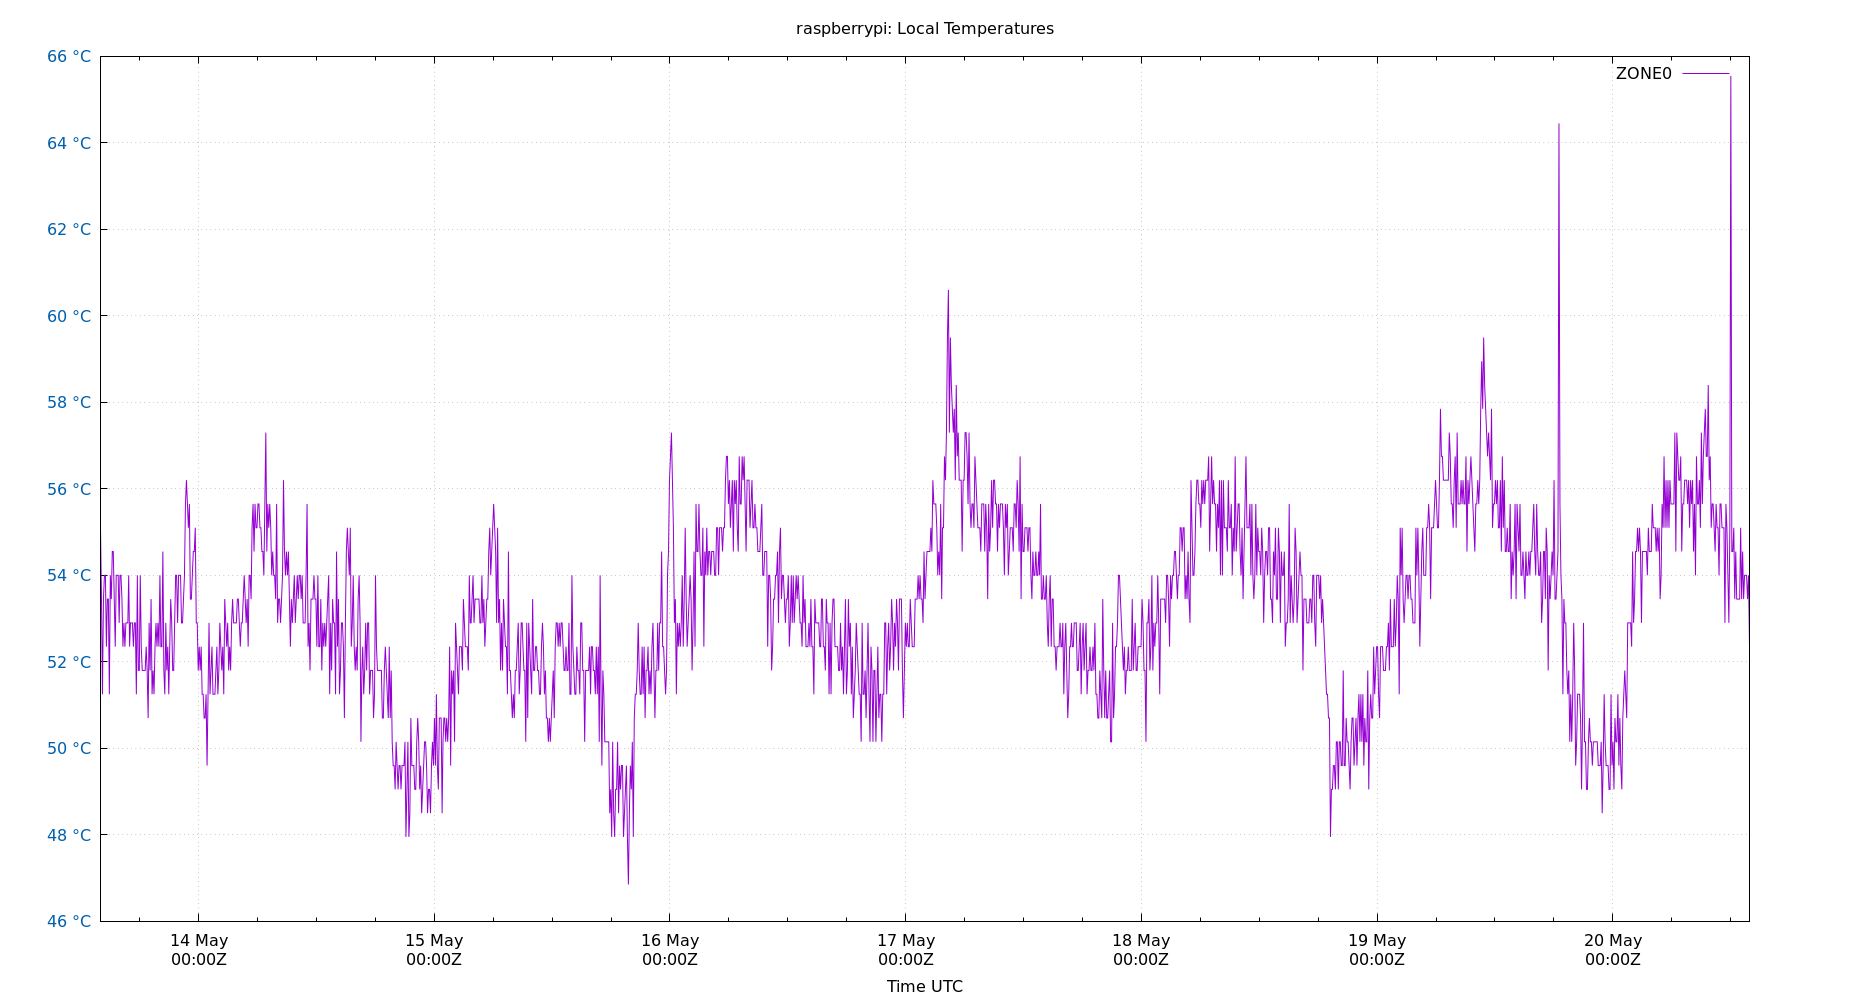 raspberrypi: Local Temperatures
66 °C
ZONE0
64 °C
62 °C
60 °C
58 °C
56 °C
54 °C
52 °C
50 °C
48 °C
46 °C
14 May 15 May 16 May 17 May 18 May 19 May 20 May
00:00Z 00:00Z 00:00Z 00:00Z 00:00Z 00:00Z 00:00Z
Time UTC